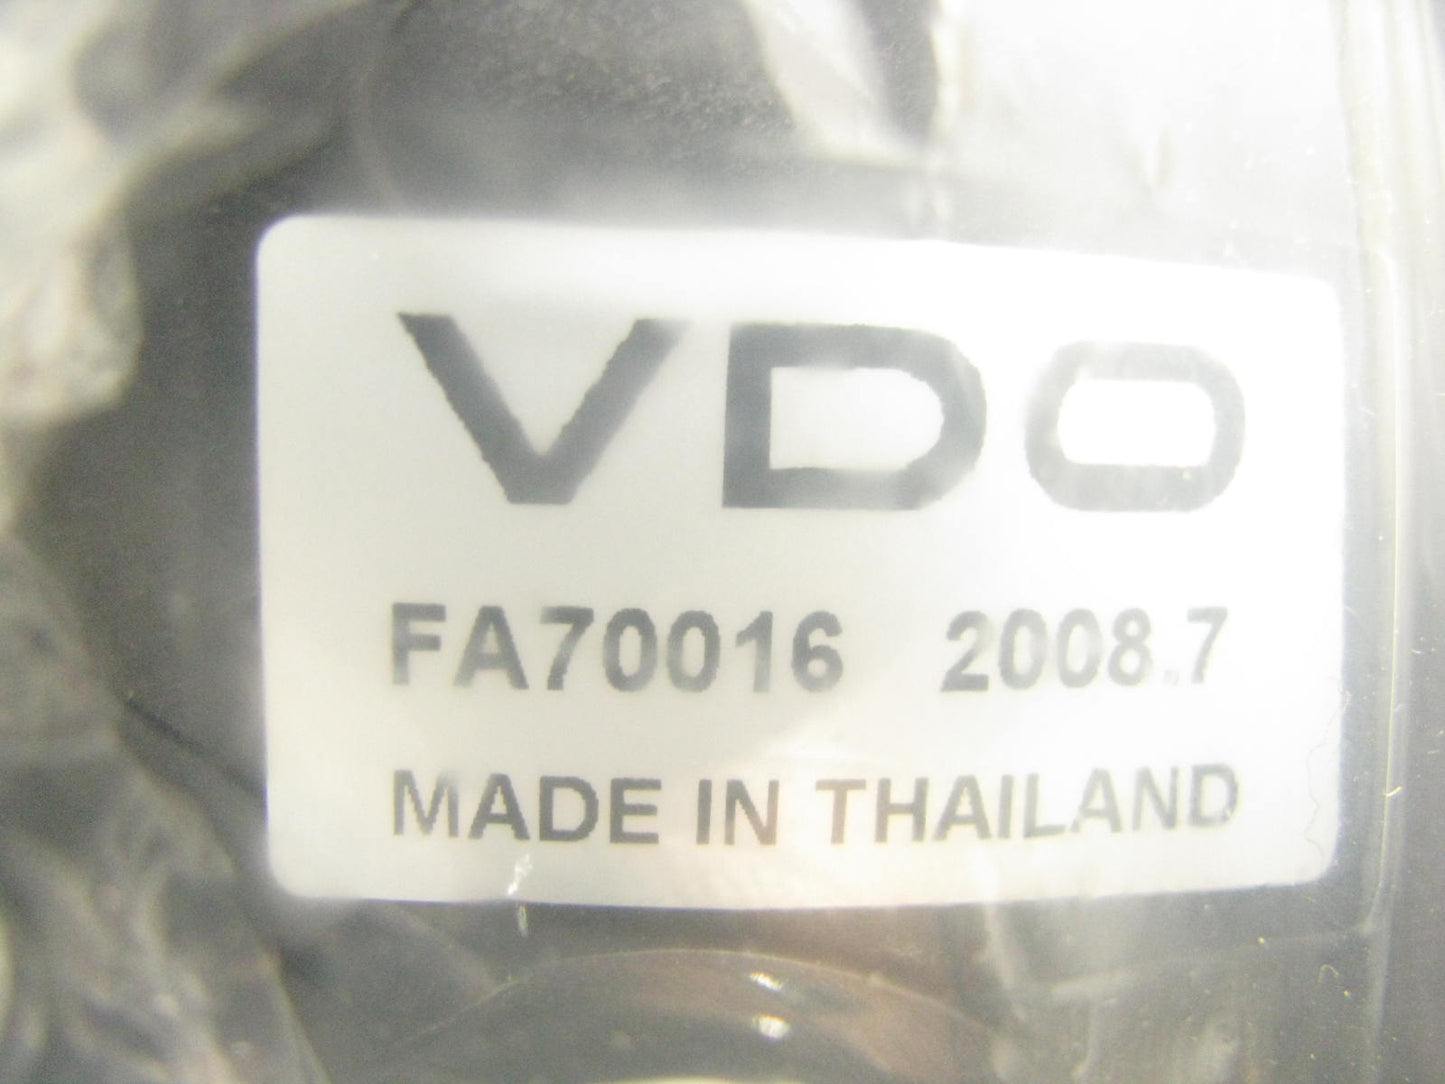 VDO
FA70016 2008.7
MADE IN THAILAND